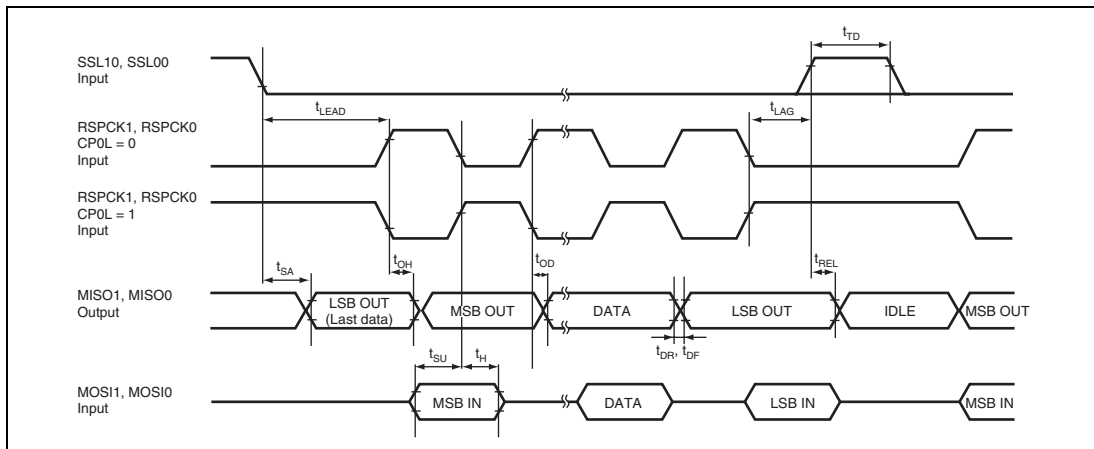 SSL10, SSL00
Input
tTD
tLEAD
tLAG
RSPCK1, RSPCK0
CP0L = 0
Input
RSPCK1, RSPCK0
CP0L = 1
Input
tSA
tOH
tOD
tREL
MISO1, MISO0
Output
LSB OUT
(Last data)
MSB OUT
DATA
LSB OUT
IDLE
MSB OUT
tSU
tH
tDR, tDF
MOSI1, MOSI0
Input
MSB IN
DATA
LSB IN
MSB IN